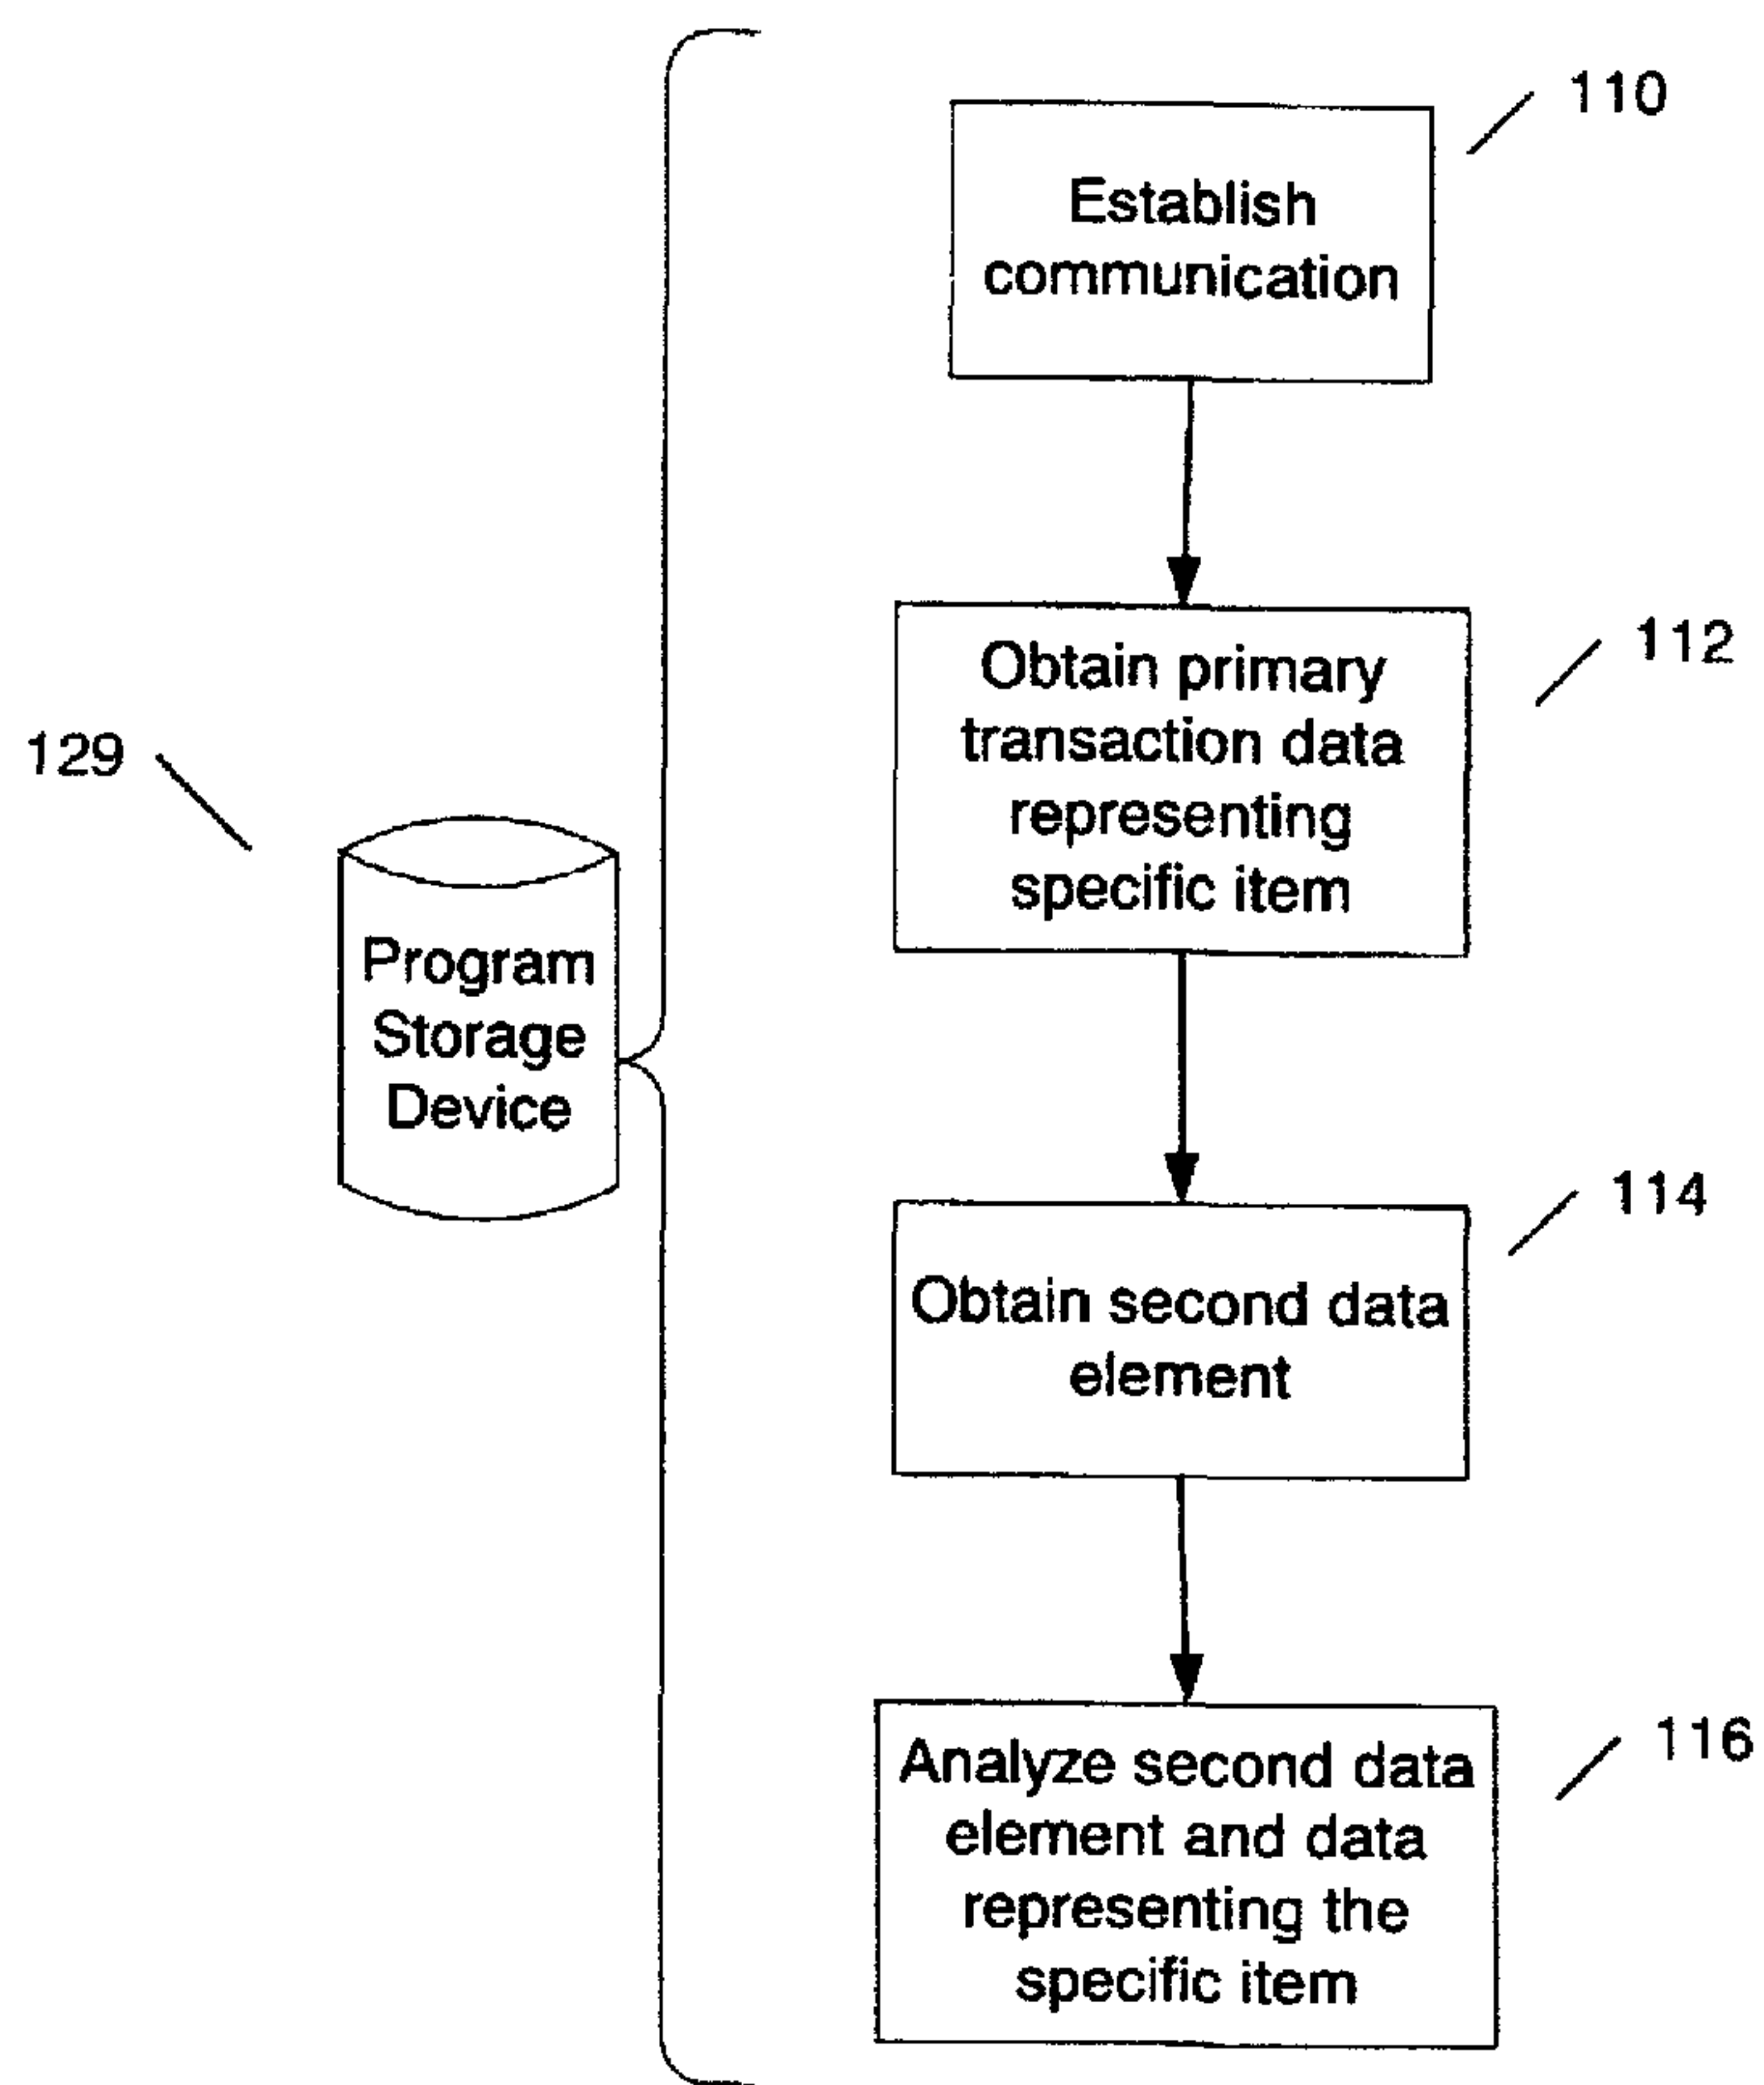 110
Establish
communication
112
Obtain primary
transaction data
representing
specific item
129
Program
Storage
Device
114
Obtain second data
element
116
Analyze second data
element and data
representing the
specific item